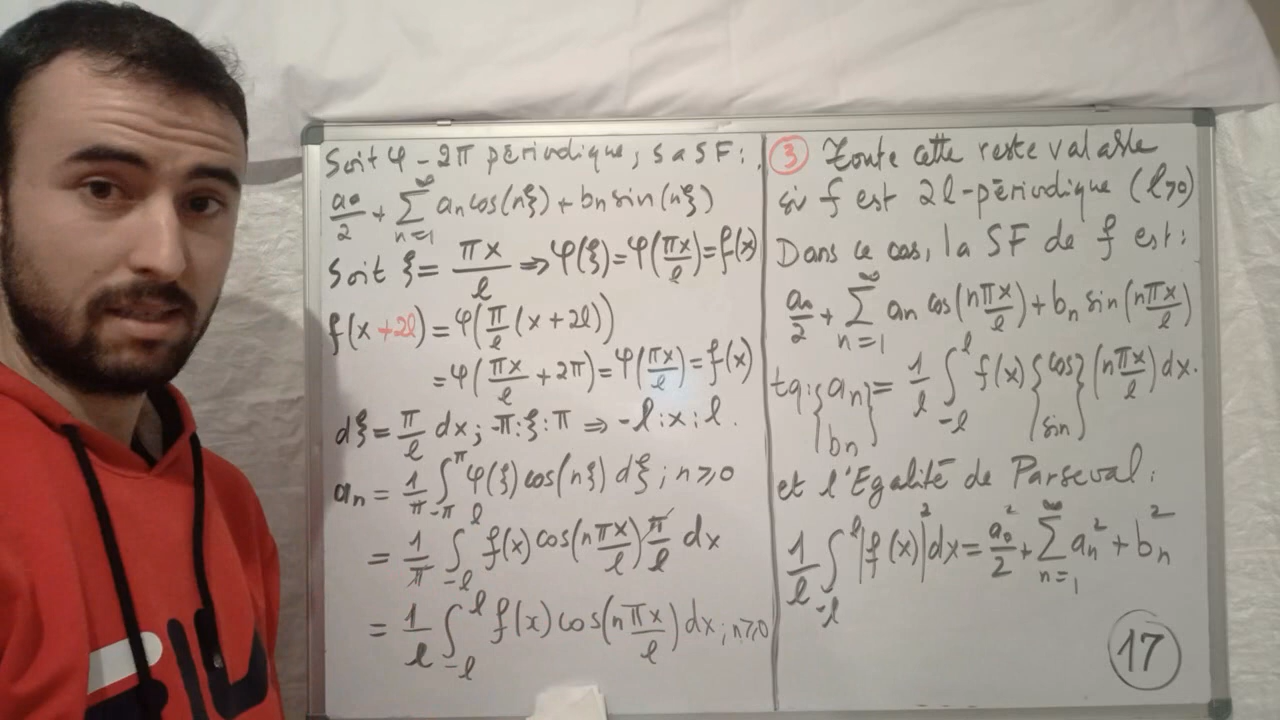 Soit φ - 2π périodique, sa SF :
a₀/2 + ∑_{n=1}^{∞} aₙ cos(nξ) + bₙ sin(nξ)
Soit ξ = πx/ℓ ⇒ φ(ξ) = φ(πx/ℓ) = f(x)
f(x+2ℓ) = φ(π/ℓ (x+2ℓ))
= φ(πx/ℓ + 2π) = φ(πx/ℓ) = f(x)
dξ = π/ℓ dx ; -π : ξ : π ⇒ -ℓ : x : ℓ.
aₙ = 1/π ∫_{-π}^{π} φ(ξ) cos(nξ) dξ ; n ≥ 0
= 1/π ∫_{-ℓ}^{ℓ} f(x) cos(nπx/ℓ) π/ℓ dx
= 1/ℓ ∫_{-ℓ}^{ℓ} f(x) cos(nπx/ℓ) dx ; n ≥ 0
③ Toute cette reste valable
si f est 2ℓ-périodique (ℓ>0)
Dans ce cas, la SF de f est :
a₀/2 + ∑_{n=1}^{∞} aₙ cos(nπx/ℓ) + bₙ sin(nπx/ℓ)
tq : {aₙ bₙ} = 1/ℓ ∫_{-ℓ}^{ℓ} f(x) {cos sin} (nπx/ℓ) dx.
et l'Egalité de Parseval :
1/ℓ ∫_{-ℓ}^{ℓ} |f(x)|² dx = a₀²/2 + ∑_{n=1}^{∞} aₙ² + bₙ²
17